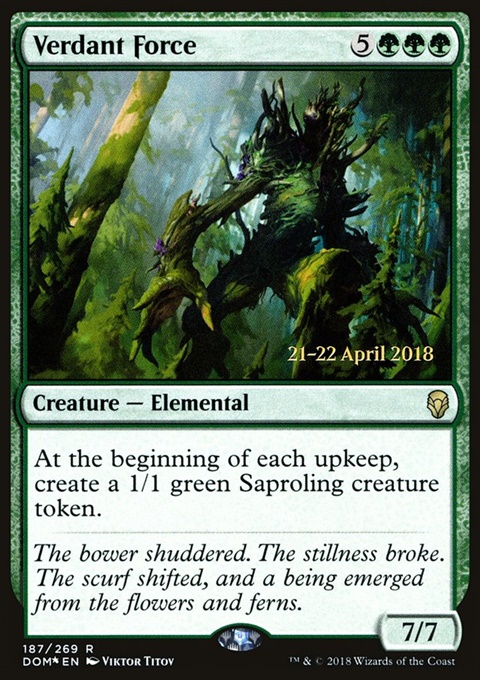 Verdant Force 5
21–22 April 2018
Creature — Elemental
At the beginning of each upkeep,
create a 1/1 green Saproling creature
token.
The bower shuddered. The stillness broke.
The scurf shifted, and a being emerged
from the flowers and ferns.
7/7
187/269 R
DOM★EN Viktor Titov
™ & © 2018 Wizards of the Coast